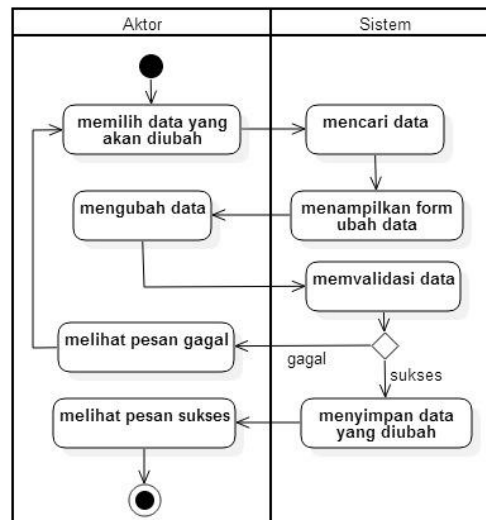 Aktor
Sistem
memilih data yang
akan diubah
mencari data
menampilkan form
ubah data
mengubah data
memvalidasi data
gagal
melihat pesan gagal
sukses
menyimpan data
yang diubah
melihat pesan sukses